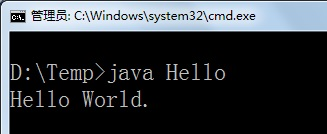 管理员: C:\Windows\system32\cmd.exe
D:\Temp>java Hello
Hello World.